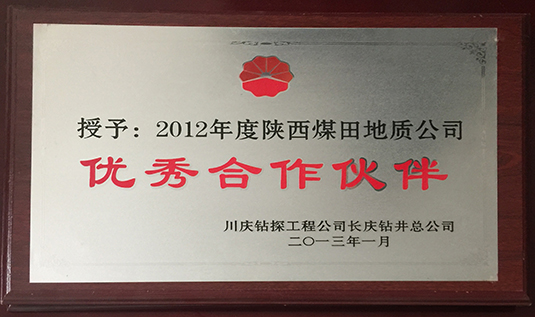 授予：2012年度陕西煤田地质公司
优秀合作伙伴
川庆钻探工程公司长庆钻井总公司
二〇一三年一月